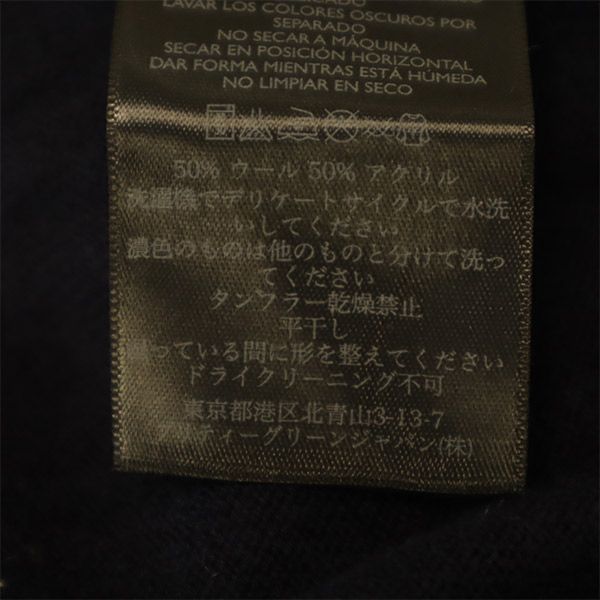 LAVAR LOS COLORES OSCUROS POR
SEPARADO
NO SECAR A MÁQUINA
SECAR EN POSICIÓN HORIZONTAL
DAR FORMA MIENTRAS ESTÁ HÚMEDA
NO LIMPIAR EN SECO
50% ウール 50% アクリル
洗濯機でデリケートサイクルで水洗
いしてください
濃色のものは他のものと分けて洗っ
てください
タンブラー乾燥禁止
平干し
湿っている間に形を整えてください
ドライクリーニング不可
東京都港区北青山3-13-7
プリティーグリーンジャパン(株)